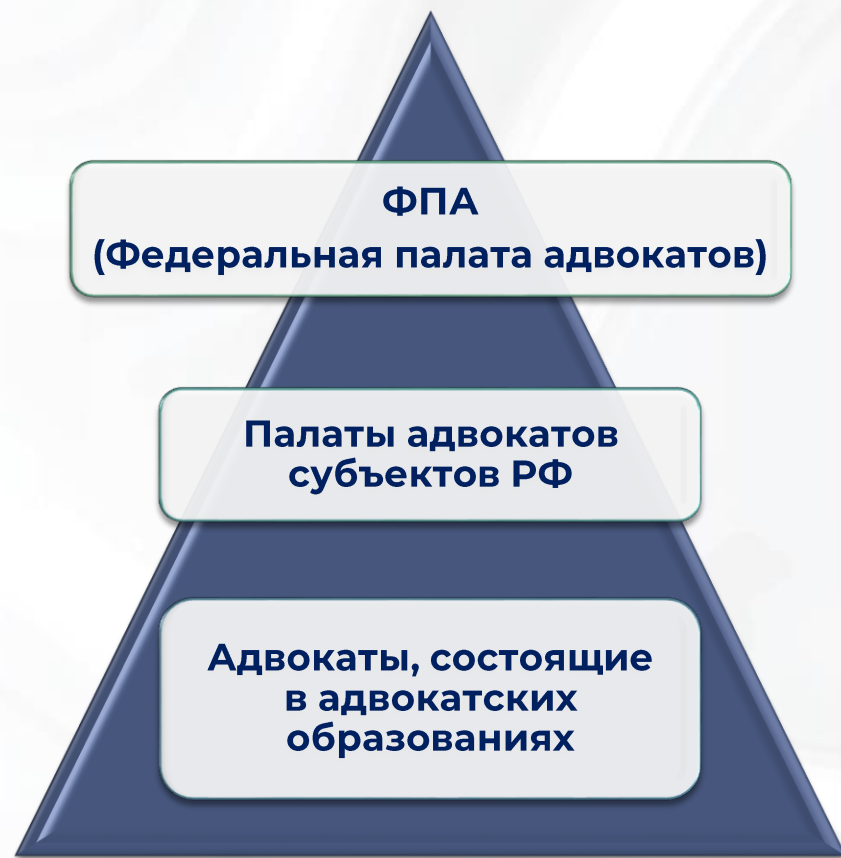 ФПА
(Федеральная палата адвокатов)
Палаты адвокатов
субъектов РФ
Адвокаты, состоящие
в адвокатских
образованиях